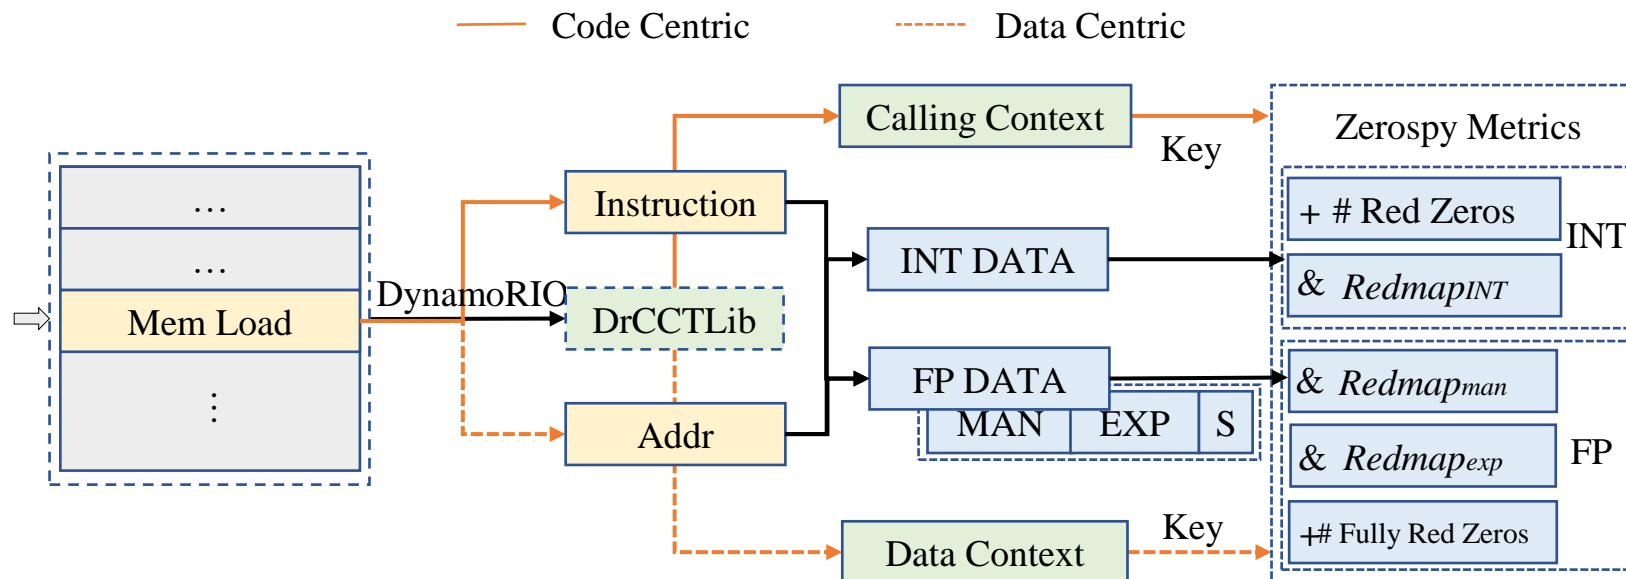 Code Centric
Data Centric
...
...
Mem Load
⋮
DynamoRIO
Instruction
DrCCTLib
Addr
Calling Context
Key
INT DATA
FP DATA
MAN EXP S
Data Context
Key
Zerospy Metrics
+ # Red Zeros
& RedmapINT
INT
& Redmapman
& Redmapexp
+# Fully Red Zeros
FP